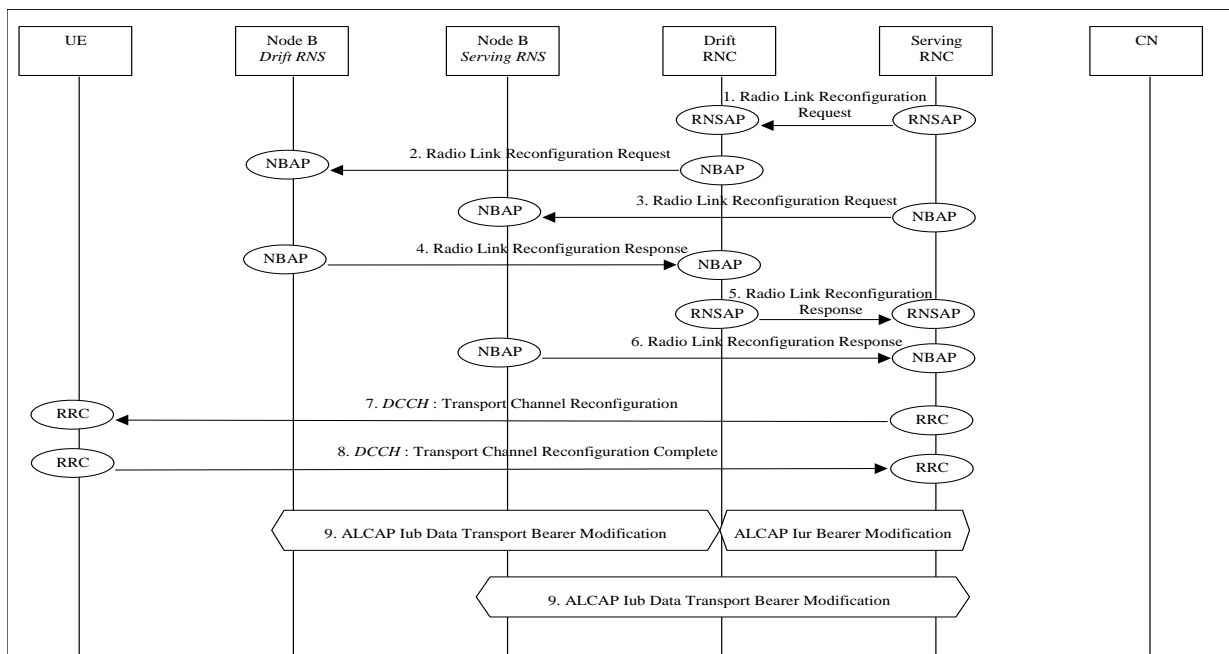 UE
Node B
Drift RNS
Node B
Serving RNS
Drift
RNC
Serving
RNC
CN
1. Radio Link Reconfiguration
Request
RNSAP
RNSAP
2. Radio Link Reconfiguration Request
NBAP
NBAP
3. Radio Link Reconfiguration Request
NBAP
NBAP
4. Radio Link Reconfiguration Response
NBAP
NBAP
5. Radio Link Reconfiguration
Response
RNSAP
RNSAP
6. Radio Link Reconfiguration Response
NBAP
NBAP
7. DCCH : Transport Channel Reconfiguration
RRC
RRC
8. DCCH : Transport Channel Reconfiguration Complete
RRC
RRC
9. ALCAP Iub Data Transport Bearer Modification
ALCAP Iur Bearer Modification
9. ALCAP Iub Data Transport Bearer Modification